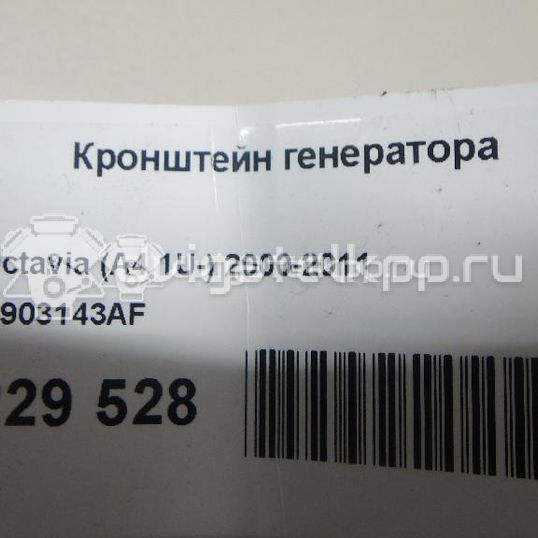 Кронштейн генератора
ctavia (A4 1U-) 2000-2011
903143AF
29 528